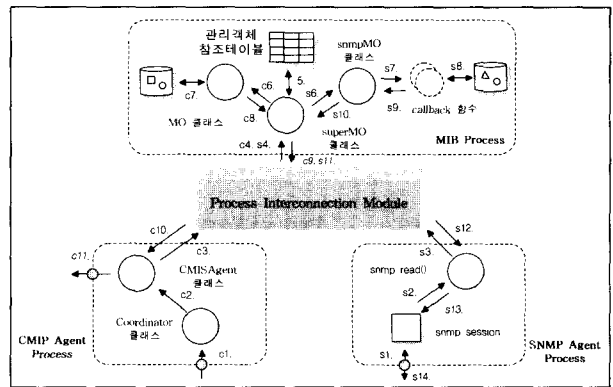 관리객체
참조테이블
snmpMO
클래스
c7.
c6.
5.
s6.
s7.
s8.
c8.
s10.
s9.
callback 함수
MO 클래스
superMO
클래스
c4. s4.
c9. s11.
MIB Process
Process Interconnection Module
c10.
c3.
s12.
s3.
c11.
CMISAgent
클래스
snmp read()
c2.
s2.
s13.
Coordinator
클래스
snmp session
CMIP Agent
Process
c1.
s1.
s14.
SNMP Agent
Process